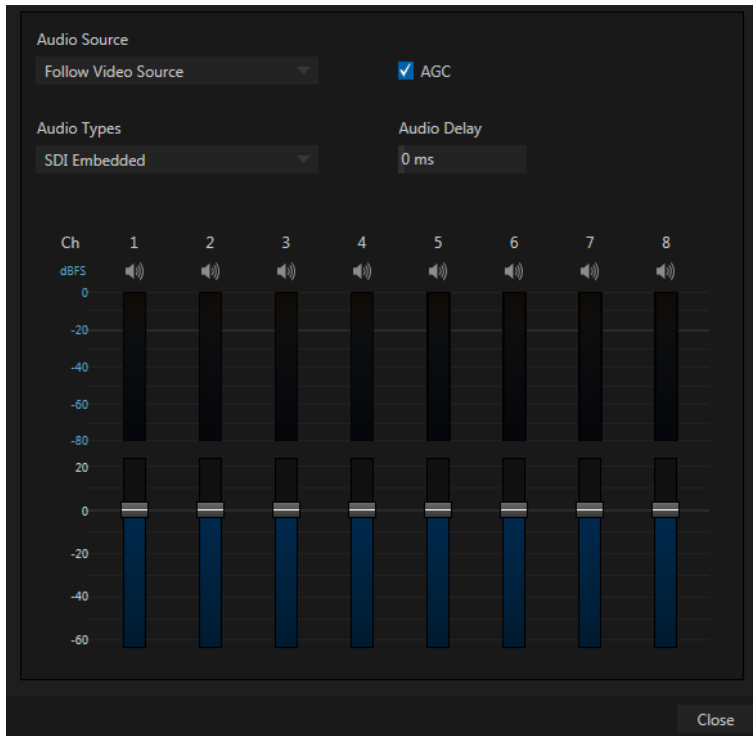 Audio Source
Follow Video Source
AGC
Audio Types
Audio Delay
SDI Embedded
0 ms
Ch 1 2 3 4 5 6 7 8
dBFS
0
-20
-40
-60
-80
20
0
-20
-40
-60
Close